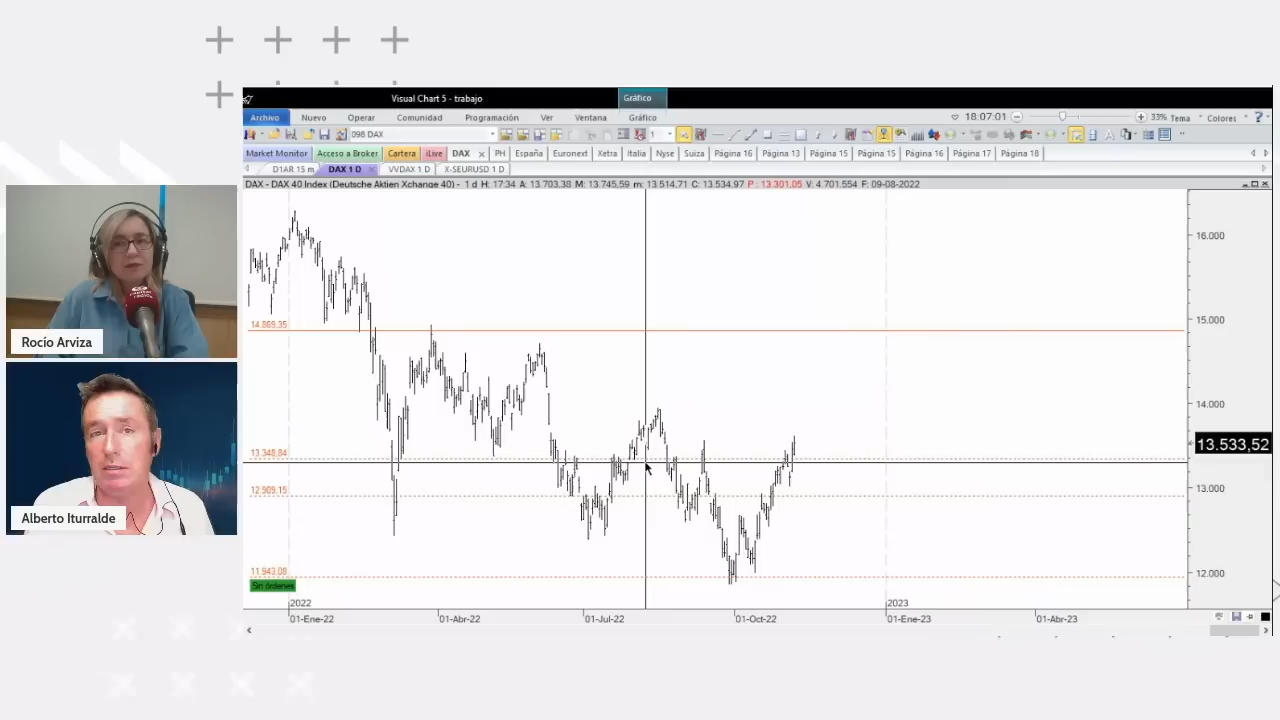 Visual Chart 5 - trabajo
Gráfico
Archivo Nuevo Operar Comunidad Programación Ver Ventana Gráfico 18:07:01 33% Tema Colores ?
098 DAX 1
Market Monitor Acceso a Broker Cartera iLive DAX x PH España Euronext Xetra Italia Nyse Suiza Página 16 Página 13 Página 15 Página 15 Página 16 Página 17 Página 18
D1AR 15 m DAX 1 D x VVDAX 1 D X-SEURUSD 1 D
DAX - DAX 40 Index (Deutsche Aktien Xchange 40) - 1 d H: 17:34 A: 13.703,38 M: 13.745,59 m: 13.514,71 C: 13.534,97 P: 13.301,05 V: 4.701.554 F: 09-08-2022
16.000
15.000
14.869,35
14.000
13.533,52
13.348,84
13.000
12.909,15
12.000
11.943,08
Sin órdenes
2022 2023
01-Ene-22 01-Abr-22 01-Jul-22 01-Oct-22 01-Ene-23 01-Abr-23
capital radio
Rocío Arviza
Alberto Iturralde